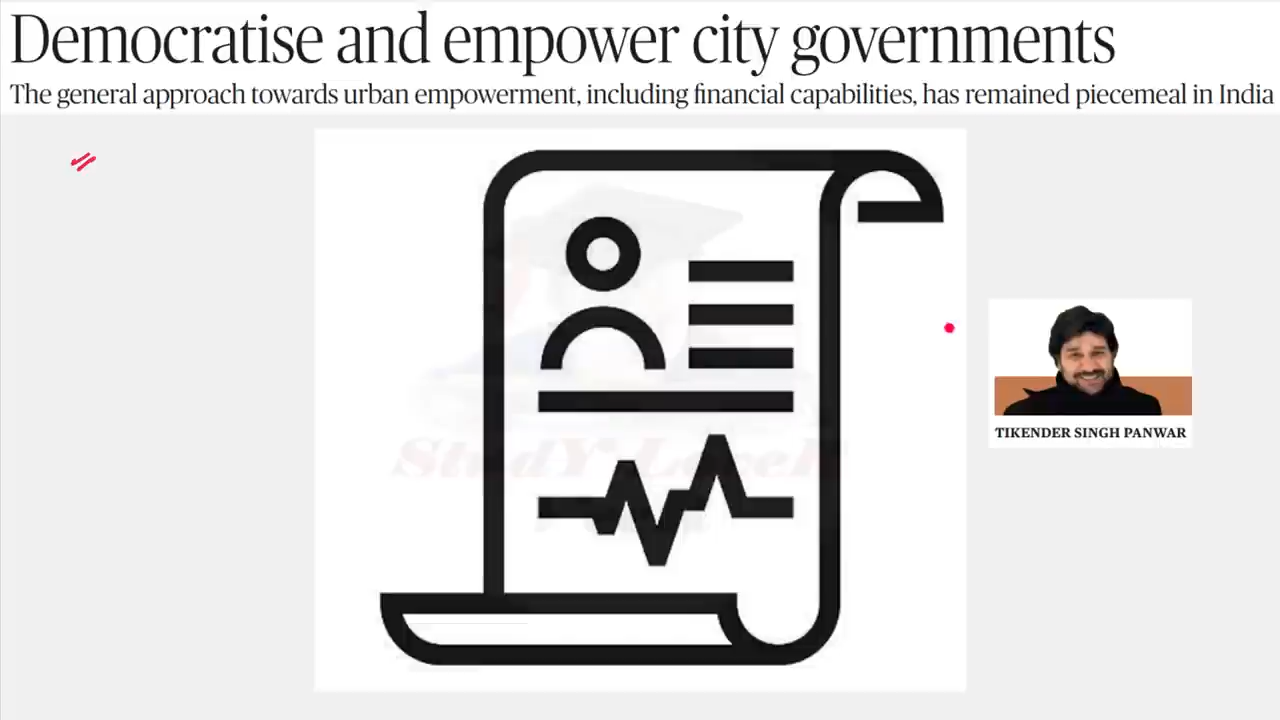 Democratise and empower city governments
The general approach towards urban empowerment, including financial capabilities, has remained piecemeal in India
TIKENDER SINGH PANWAR